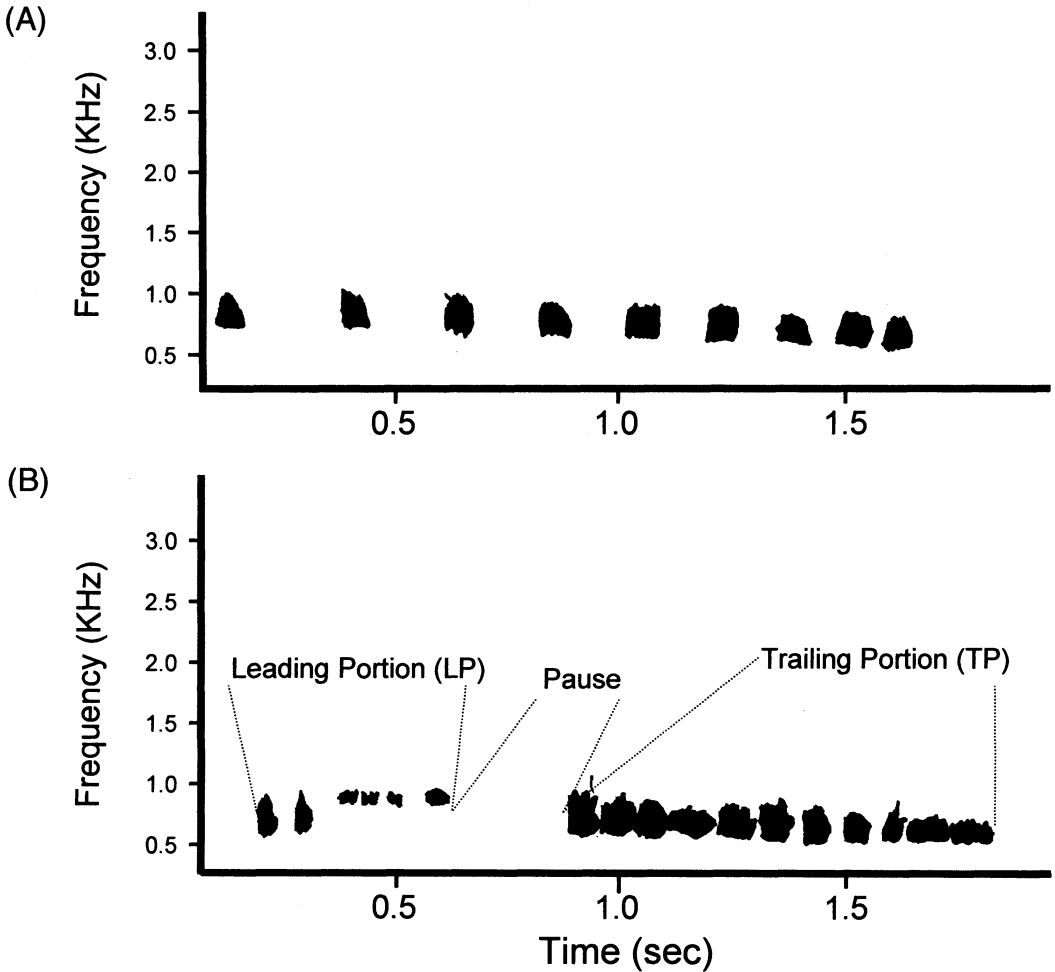 (A)
Frequency (KHz)
3.0
2.5
2.0
1.5
1.0
0.5
0.5 1.0 1.5
(B)
Frequency (KHz)
3.0
2.5
2.0
1.5
1.0
0.5
Leading Portion (LP)
Pause
Trailing Portion (TP)
0.5 1.0 1.5
Time (sec)